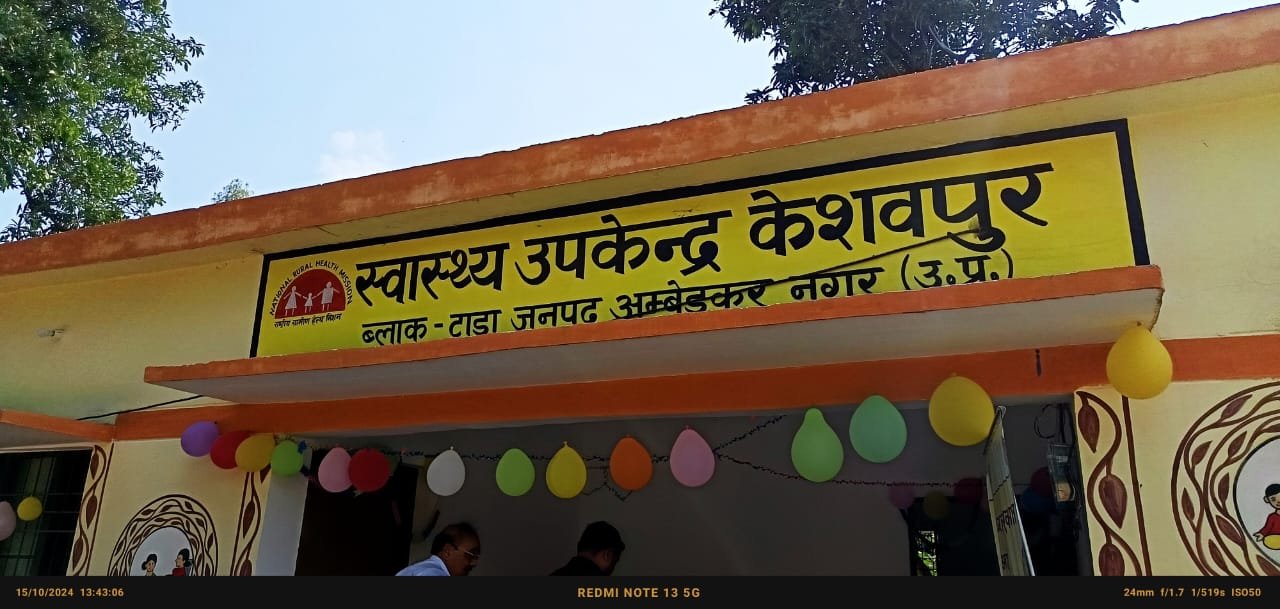 NATIONAL RURAL HEALTH MISSION
राष्ट्रीय ग्रामीण हेल्थ मिशन
स्वास्थ्य उपकेन्द्र केशवपुर
ब्लाक - टाडा जनपद अम्बेडकर नगर (उ.प्र.)
15/10/2024 13:43:06
REDMI NOTE 13 5G
24mm f/1.7 1/519s ISO50